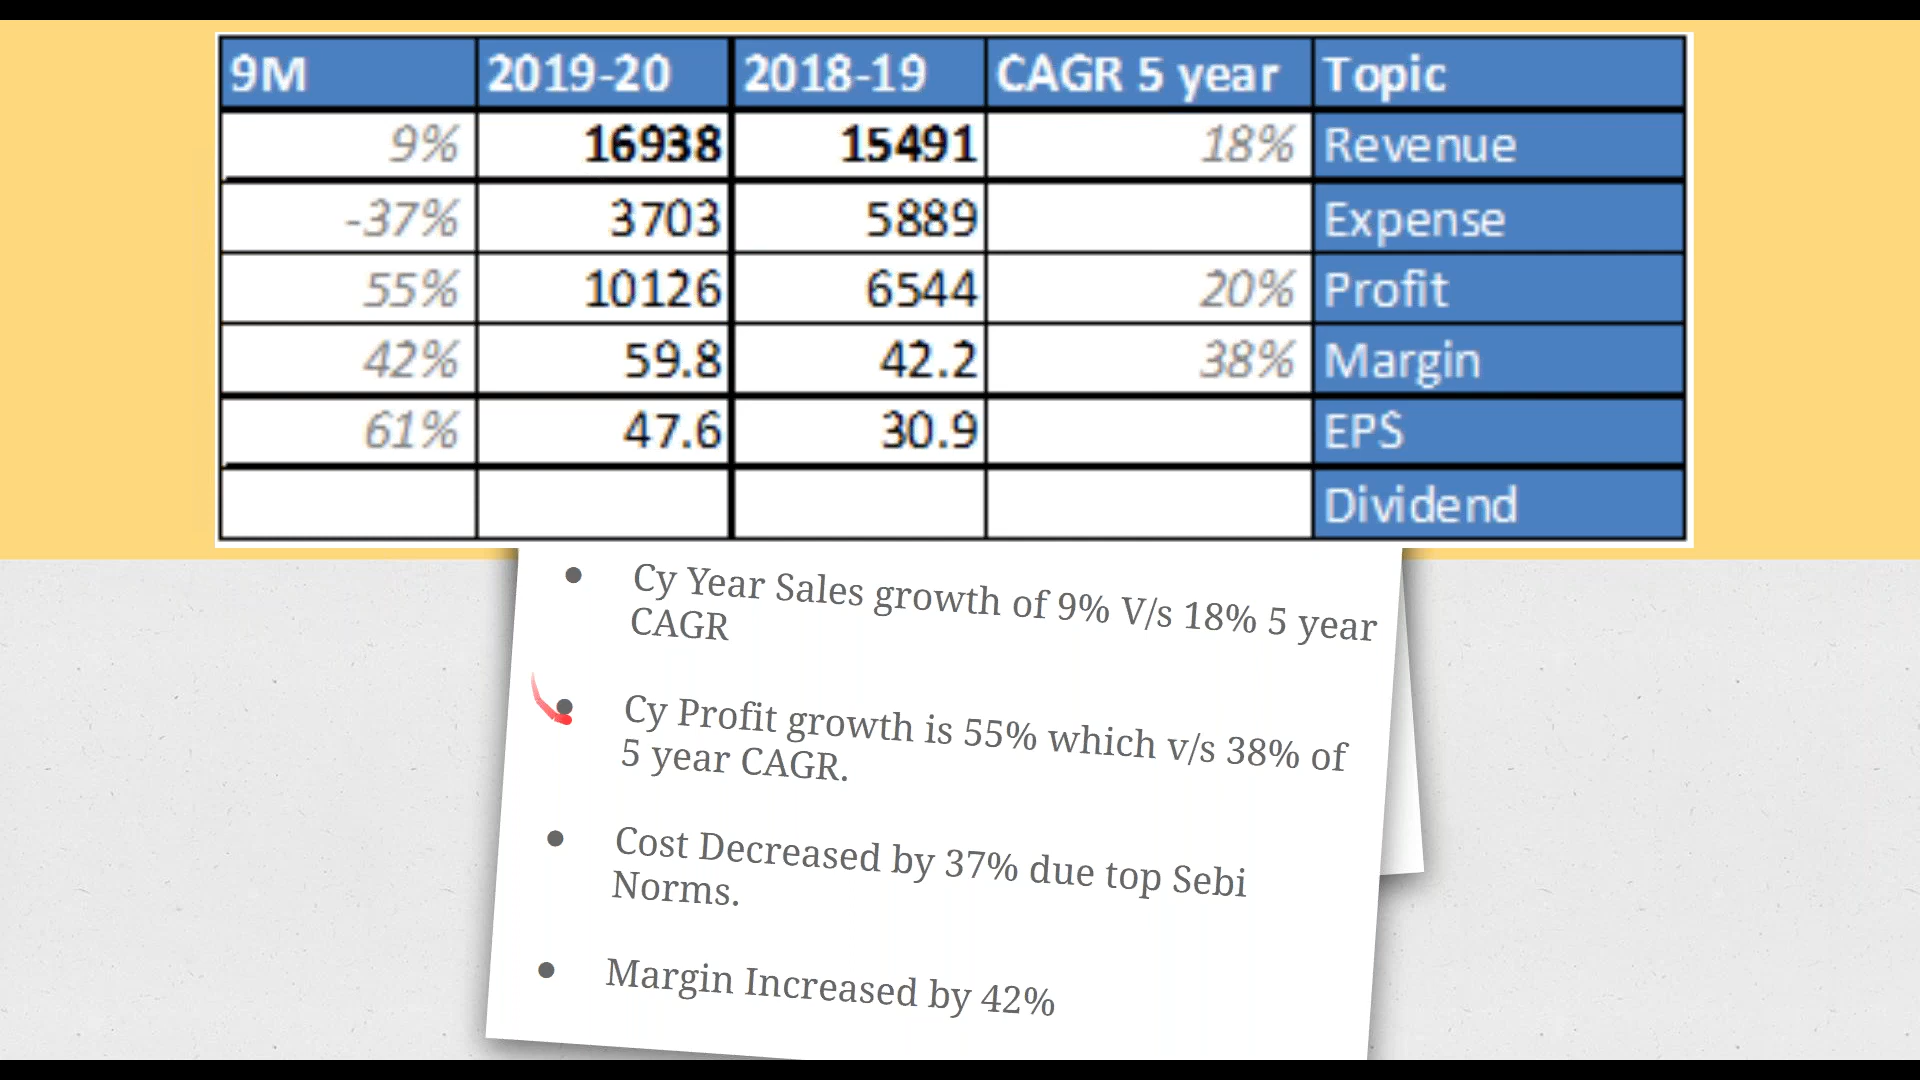 9M 2019-20 2018-19 CAGR 5 year Topic
9% 16938 15491 18% Revenue
-37% 3703 5889 Expense
55% 10126 6544 20% Profit
42% 59.8 42.2 38% Margin
61% 47.6 30.9 EPS
Dividend
● Cy Year Sales growth of 9% V/s 18% 5 year
CAGR
● Cy Profit growth is 55% which v/s 38% of
5 year CAGR.
● Cost Decreased by 37% due top Sebi
Norms.
● Margin Increased by 42%